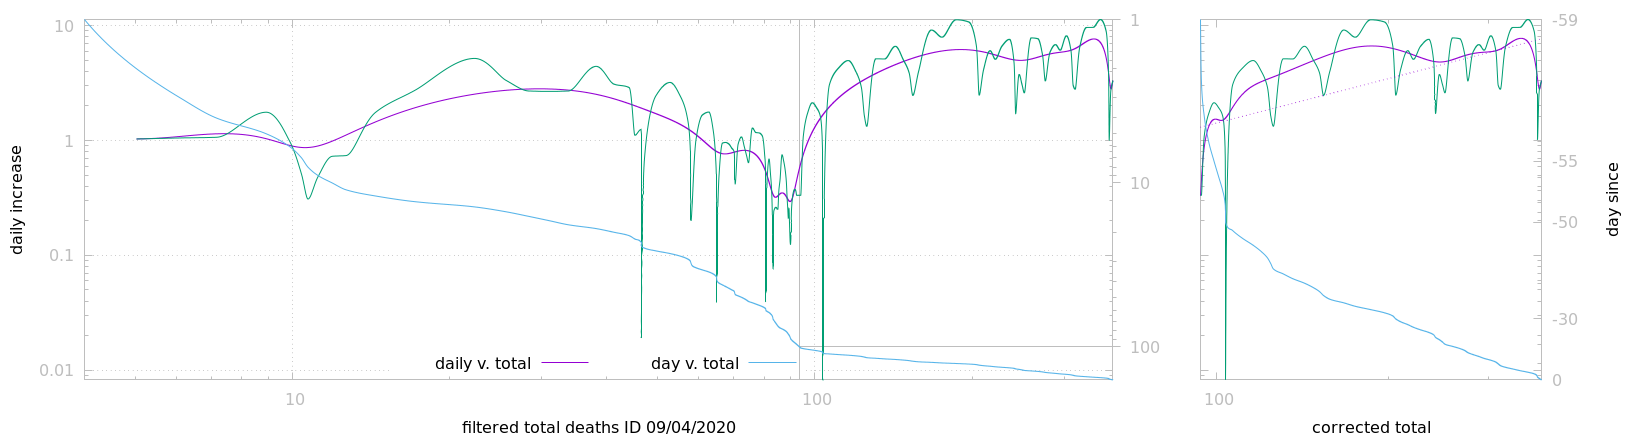 10
1
0.1
0.01
daily increase
daily v. total
day v. total
10
100
filtered total deaths ID 09/04/2020
1
10
100
100
corrected total
-59
-55
-50
-30
0
day since